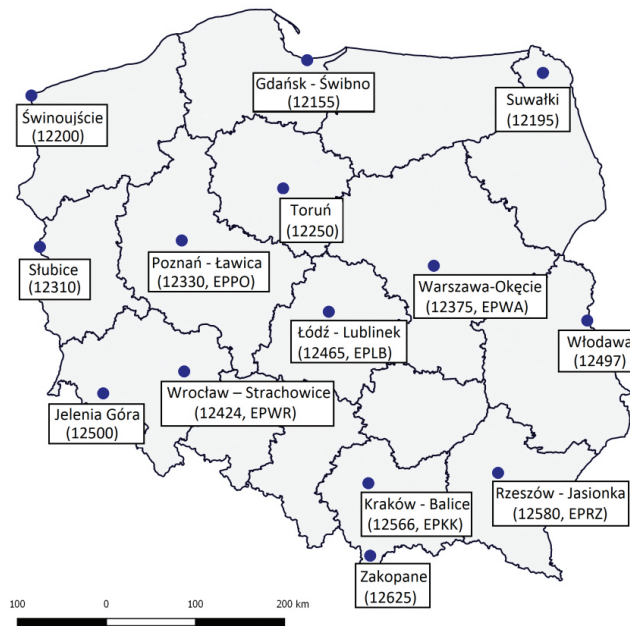 Gdańsk - Świbno
(12155)
Suwałki
(12195)
Świnoujście
(12200)
Toruń
(12250)
Słubice
(12310)
Poznań - Ławica
(12330, EPPO)
Warszawa-Okęcie
(12375, EPWA)
Łódź - Lublinek
(12465, EPLB)
Włodawa
(12497)
Wrocław – Strachowice
(12424, EPWR)
Jelenia Góra
(12500)
Kraków - Balice
(12566, EPKK)
Rzeszów - Jasionka
(12580, EPRZ)
Zakopane
(12625)
100 0 100 200 km